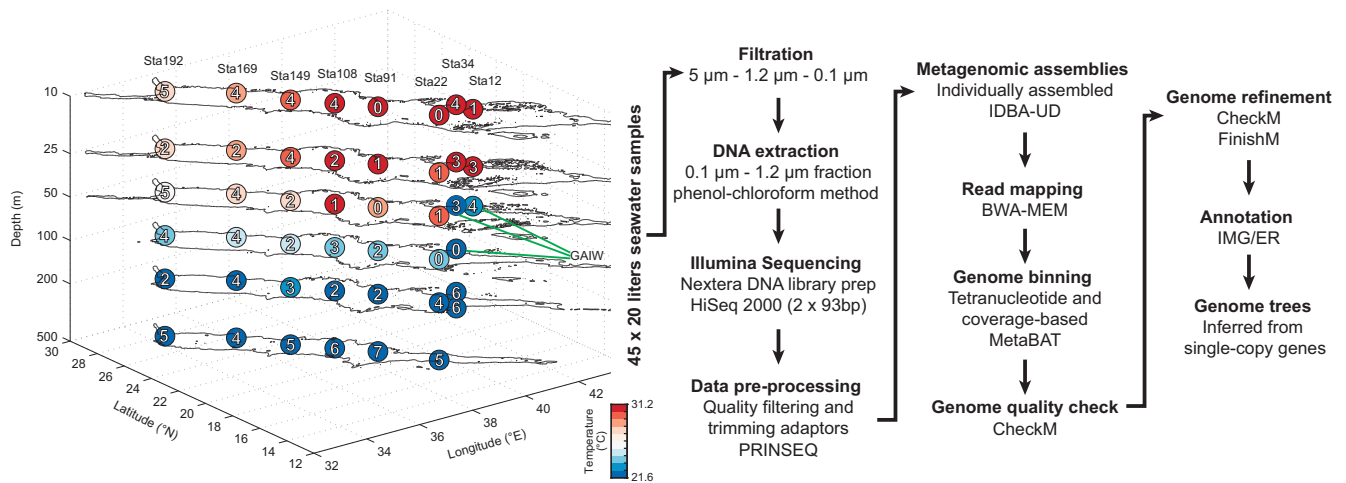 Sta192
Sta169
Sta149
Sta108
Sta91
Sta22
Sta34
Sta12
10
5
4
4
4
0
0
4
1
25
2
2
4
2
1
1
3
3
50
5
4
2
1
0
1
3
4
100
4
4
2
3
2
0
0
GAIW
200
2
4
3
2
2
4
6
6
500
5
4
5
6
7
5
Depth (m)
30
28
26
24
22
20
18
16
14
12
Latitude (°N)
32
34
36
38
40
42
Longitude (°E)
Temperature
(°C)
31.2
21.6
45 x 20 liters seawater samples
Filtration
5 µm - 1.2 µm - 0.1 µm
DNA extraction
0.1 µm - 1.2 µm fraction
phenol-chloroform method
Illumina Sequencing
Nextera DNA library prep
HiSeq 2000 (2 x 93bp)
Data pre-processing
Quality filtering and
trimming adaptors
PRINSEQ
Metagenomic assemblies
Individually assembled
IDBA-UD
Read mapping
BWA-MEM
Genome binning
Tetranucleotide and
coverage-based
MetaBAT
Genome quality check
CheckM
Genome refinement
CheckM
FinishM
Annotation
IMG/ER
Genome trees
Inferred from
single-copy genes